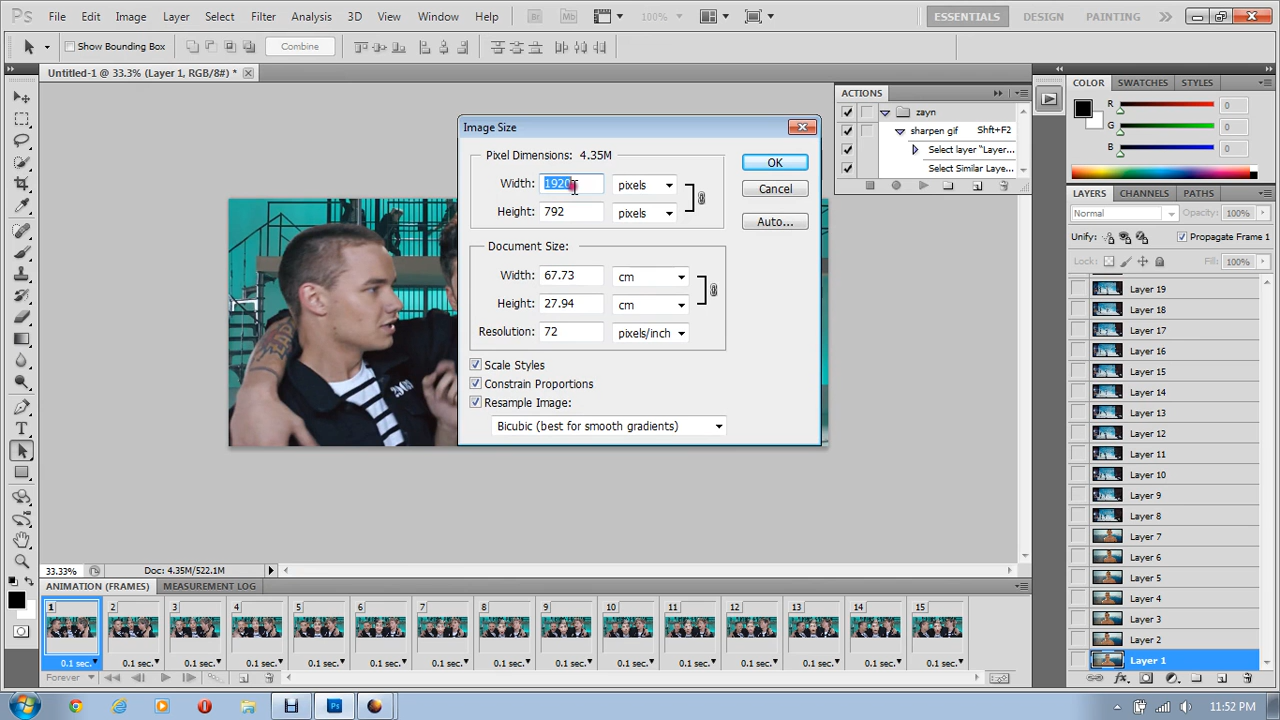 Ps File Edit Image Layer Select Filter Analysis 3D View Window Help Br Mb 100% ESSENTIALS DESIGN PAINTING
Show Bounding Box Combine
Untitled-1 @ 33.3% (Layer 1, RGB/8#) *
ACTIONS
zayn
sharpen gif Shft+F2
Select layer "Layer...
Select Similar Laye...
COLOR SWATCHES STYLES
R 0
G 0
B 0
LAYERS CHANNELS PATHS
Normal Opacity: 100%
Unify: Propagate Frame 1
Lock: Fill: 100%
Layer 19
Layer 18
Layer 17
Layer 16
Layer 15
Layer 14
Layer 13
Layer 12
Layer 11
Layer 10
Layer 9
Layer 8
Layer 7
Layer 6
Layer 5
Layer 4
Layer 3
Layer 2
Layer 1
Image Size
Pixel Dimensions: 4.35M
Width: 1920 pixels
Height: 792 pixels
Document Size:
Width: 67.73 cm
Height: 27.94 cm
Resolution: 72 pixels/inch
Scale Styles
Constrain Proportions
Resample Image:
Bicubic (best for smooth gradients)
OK
Cancel
Auto...
33.33% Doc: 4.35M/522.1M
ANIMATION (FRAMES) MEASUREMENT LOG
1 2 3 4 5 6 7 8 9 10 11 12 13 14 15
0.1 sec. 0.1 sec. 0.1 sec. 0.1 sec. 0.1 sec. 0.1 sec. 0.1 sec. 0.1 sec. 0.1 sec. 0.1 sec. 0.1 sec. 0.1 sec. 0.1 sec. 0.1 sec. 0.1 sec.
Forever
11:52 PM